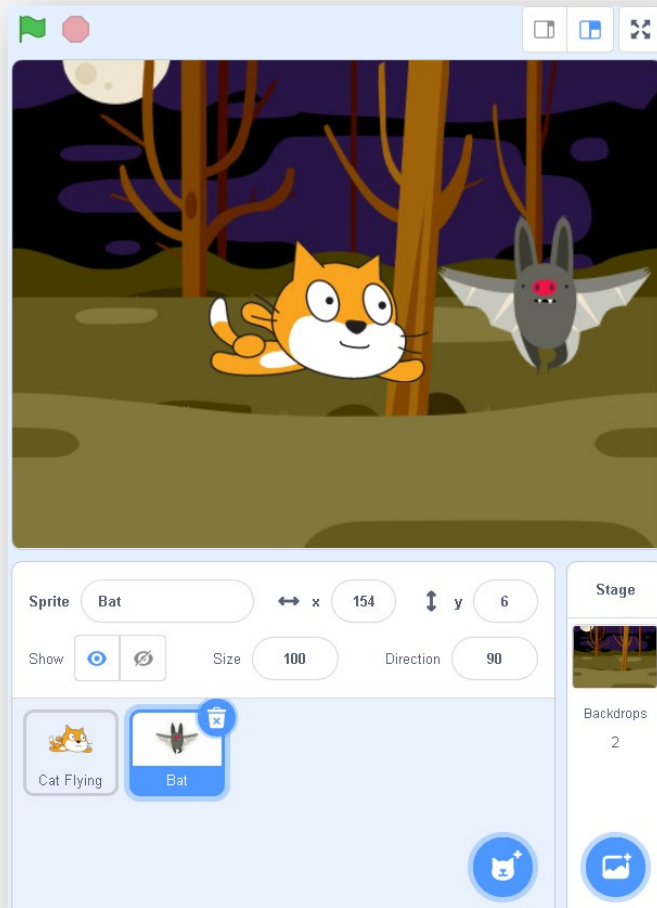 Sprite Bat x 154 y 6
Show Size 100 Direction 90
Cat Flying
Bat
Stage
Backdrops
2